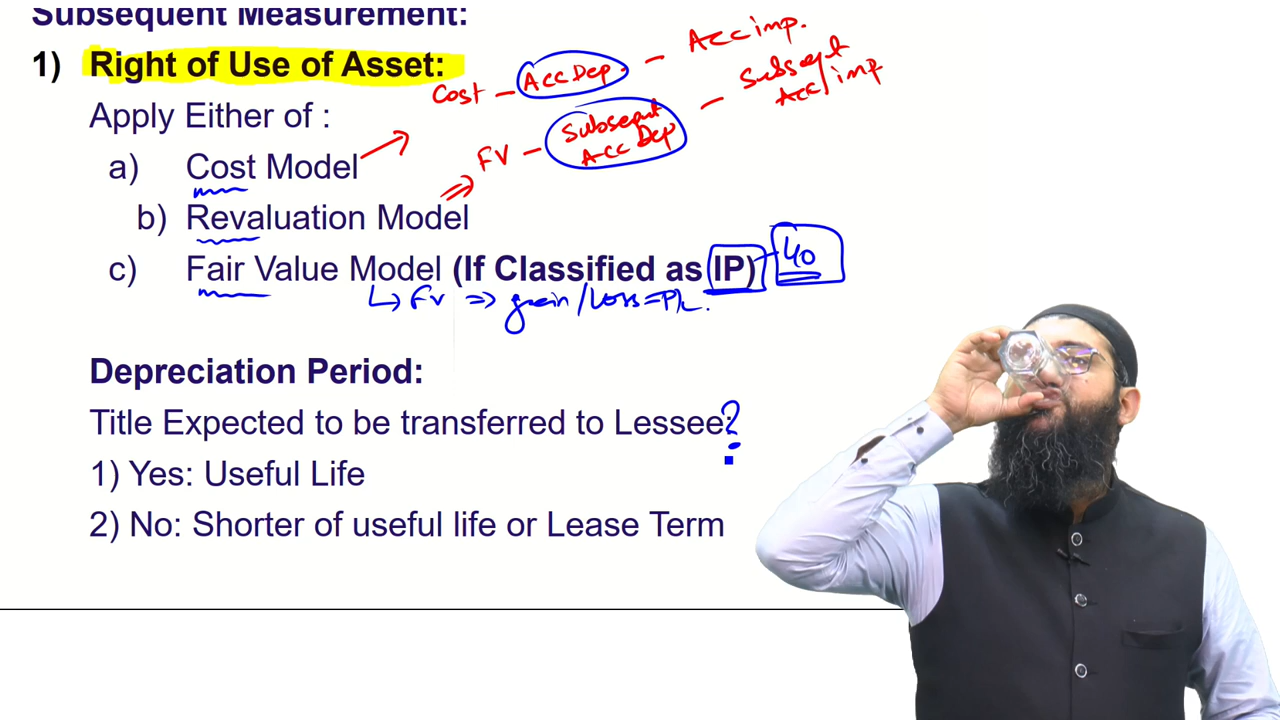 Subsequent Measurement:
1) Right of Use of Asset:
Apply Either of :
a) Cost Model
Cost - Acc Dep. - Acc imp.
b) Revaluation Model
FV - Subsequent Acc Dep - Subseqt Acc/imp
c) Fair Value Model (If Classified as IP) - 40
FV ⇒ gain/Loss = P/L.
Depreciation Period:
Title Expected to be transferred to Lessee:?
1) Yes: Useful Life
2) No: Shorter of useful life or Lease Term